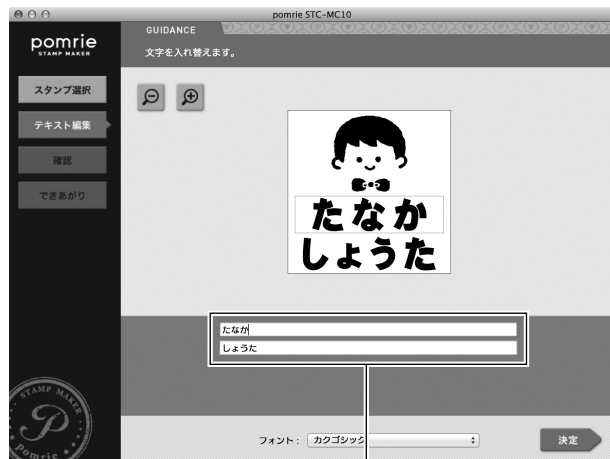 pomrie STC-MC10
pomrie
STAMP MAKER
GUIDANCE
文字を入れ替えます。
スタンプ選択
テキスト編集
確認
できあがり
たなか
しょうた
たなか
しょうた
STAMP MAKER
P
pomrie
フォント： カクゴシック
決定